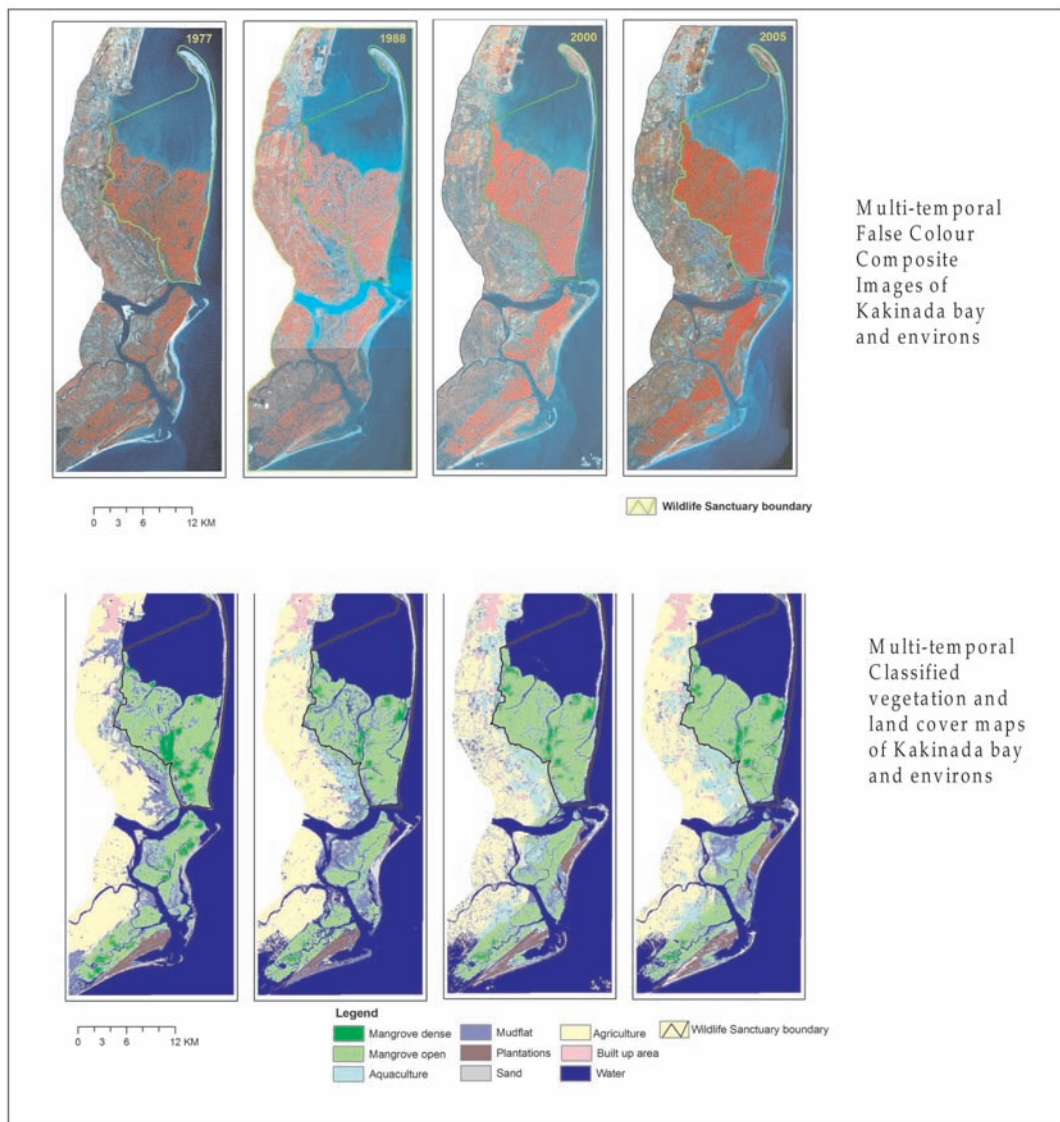 1977
1988
2000
2005
Multi-temporal
False Colour
Composite
Images of
Kakinada bay
and environs
0 3 6 12 KM
Wildlife Sanctuary boundary
Multi-temporal
Classified
vegetation and
land cover maps
of Kakinada bay
and environs
0 3 6 12 KM
Legend
Mangrove dense
Mudflat
Agriculture
Wildlife Sanctuary boundary
Mangrove open
Plantations
Built up area
Aquaculture
Sand
Water